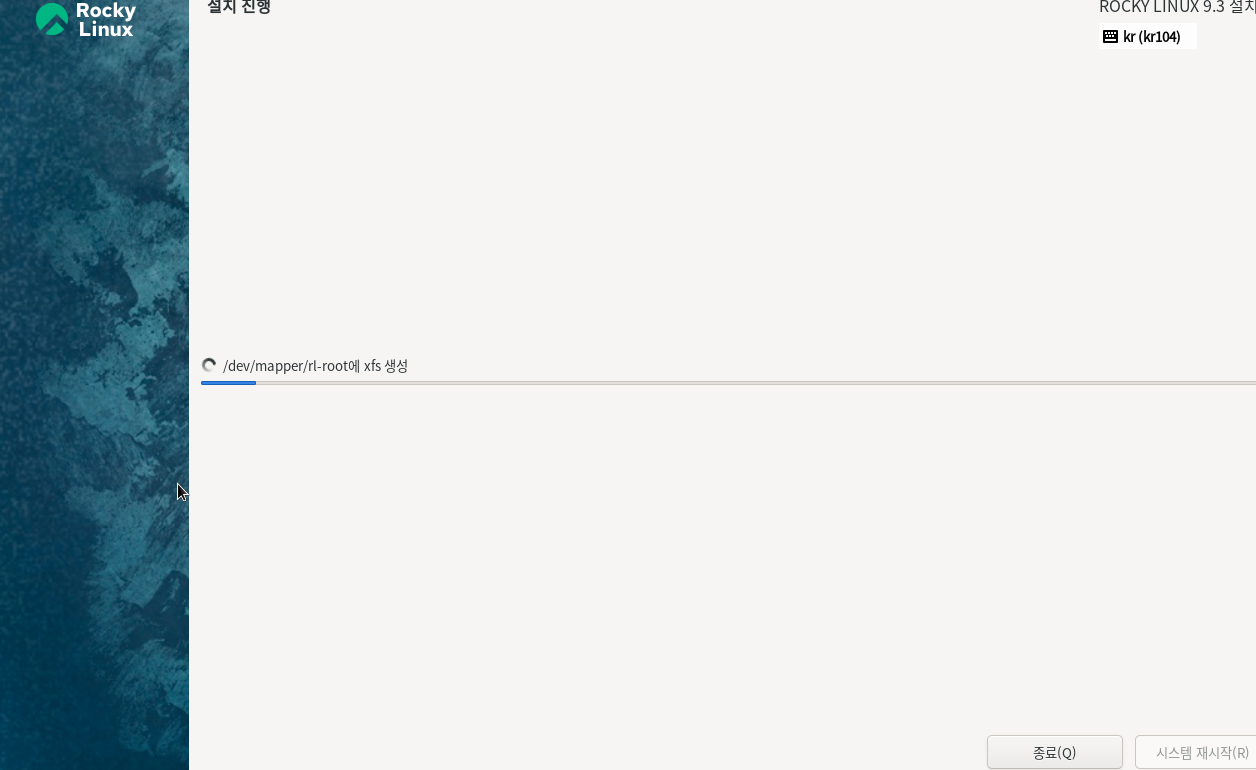 Rocky
Linux
설치 진행
ROCKY LINUX 9.3 설치
kr (kr104)
/dev/mapper/rl-root에 xfs 생성
종료(Q)
시스템 재시작(R)